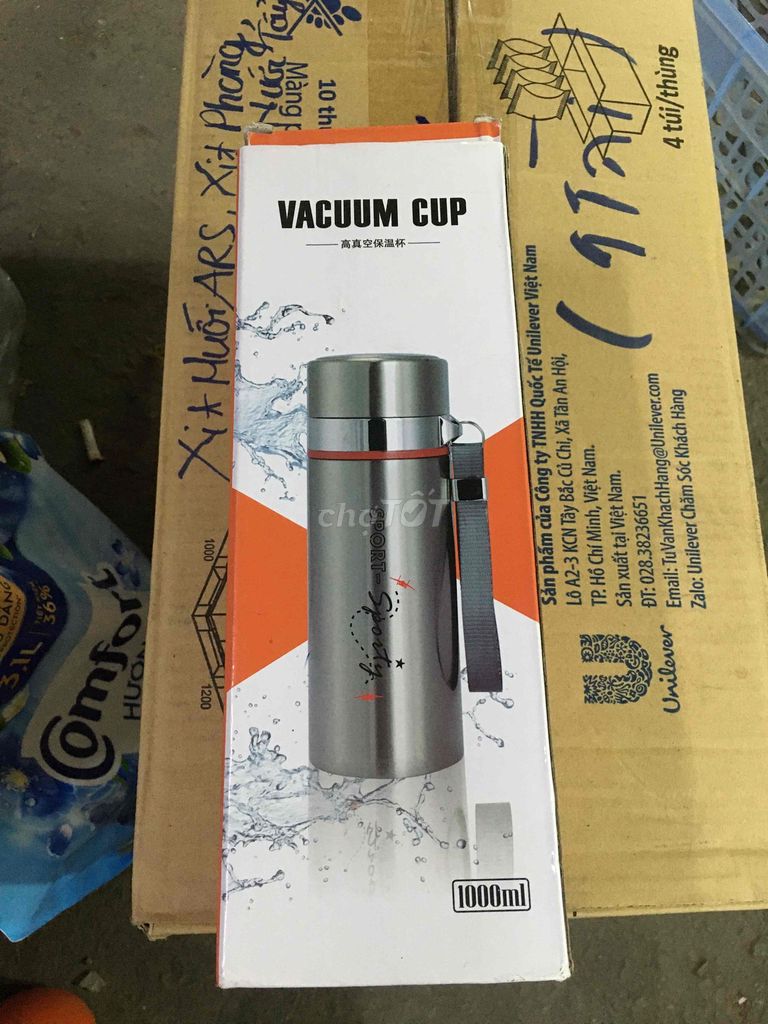 VACUUM CUP
高真空保温杯
SPORT-
Sporty
1000ml
chợTỐT
Xịt Muỗi ARS, Xịt Phòng,
Màng
10
4 túi/thùng
Sản phẩm của Công ty TNHH Quốc Tế Unilever Việt Nam
Lô A2-3 KCN Tây Bắc Củ Chi, Xã Tân An Hội,
TP. Hồ Chí Minh, Việt Nam.
Sản xuất tại Việt Nam.
ĐT: 028.38236651
Email: TuVanKhachHang@Unilever.com
Zalo: Unilever Chăm Sóc Khách Hàng
Unilever
1000
1200
3.1L
36%
Comfort